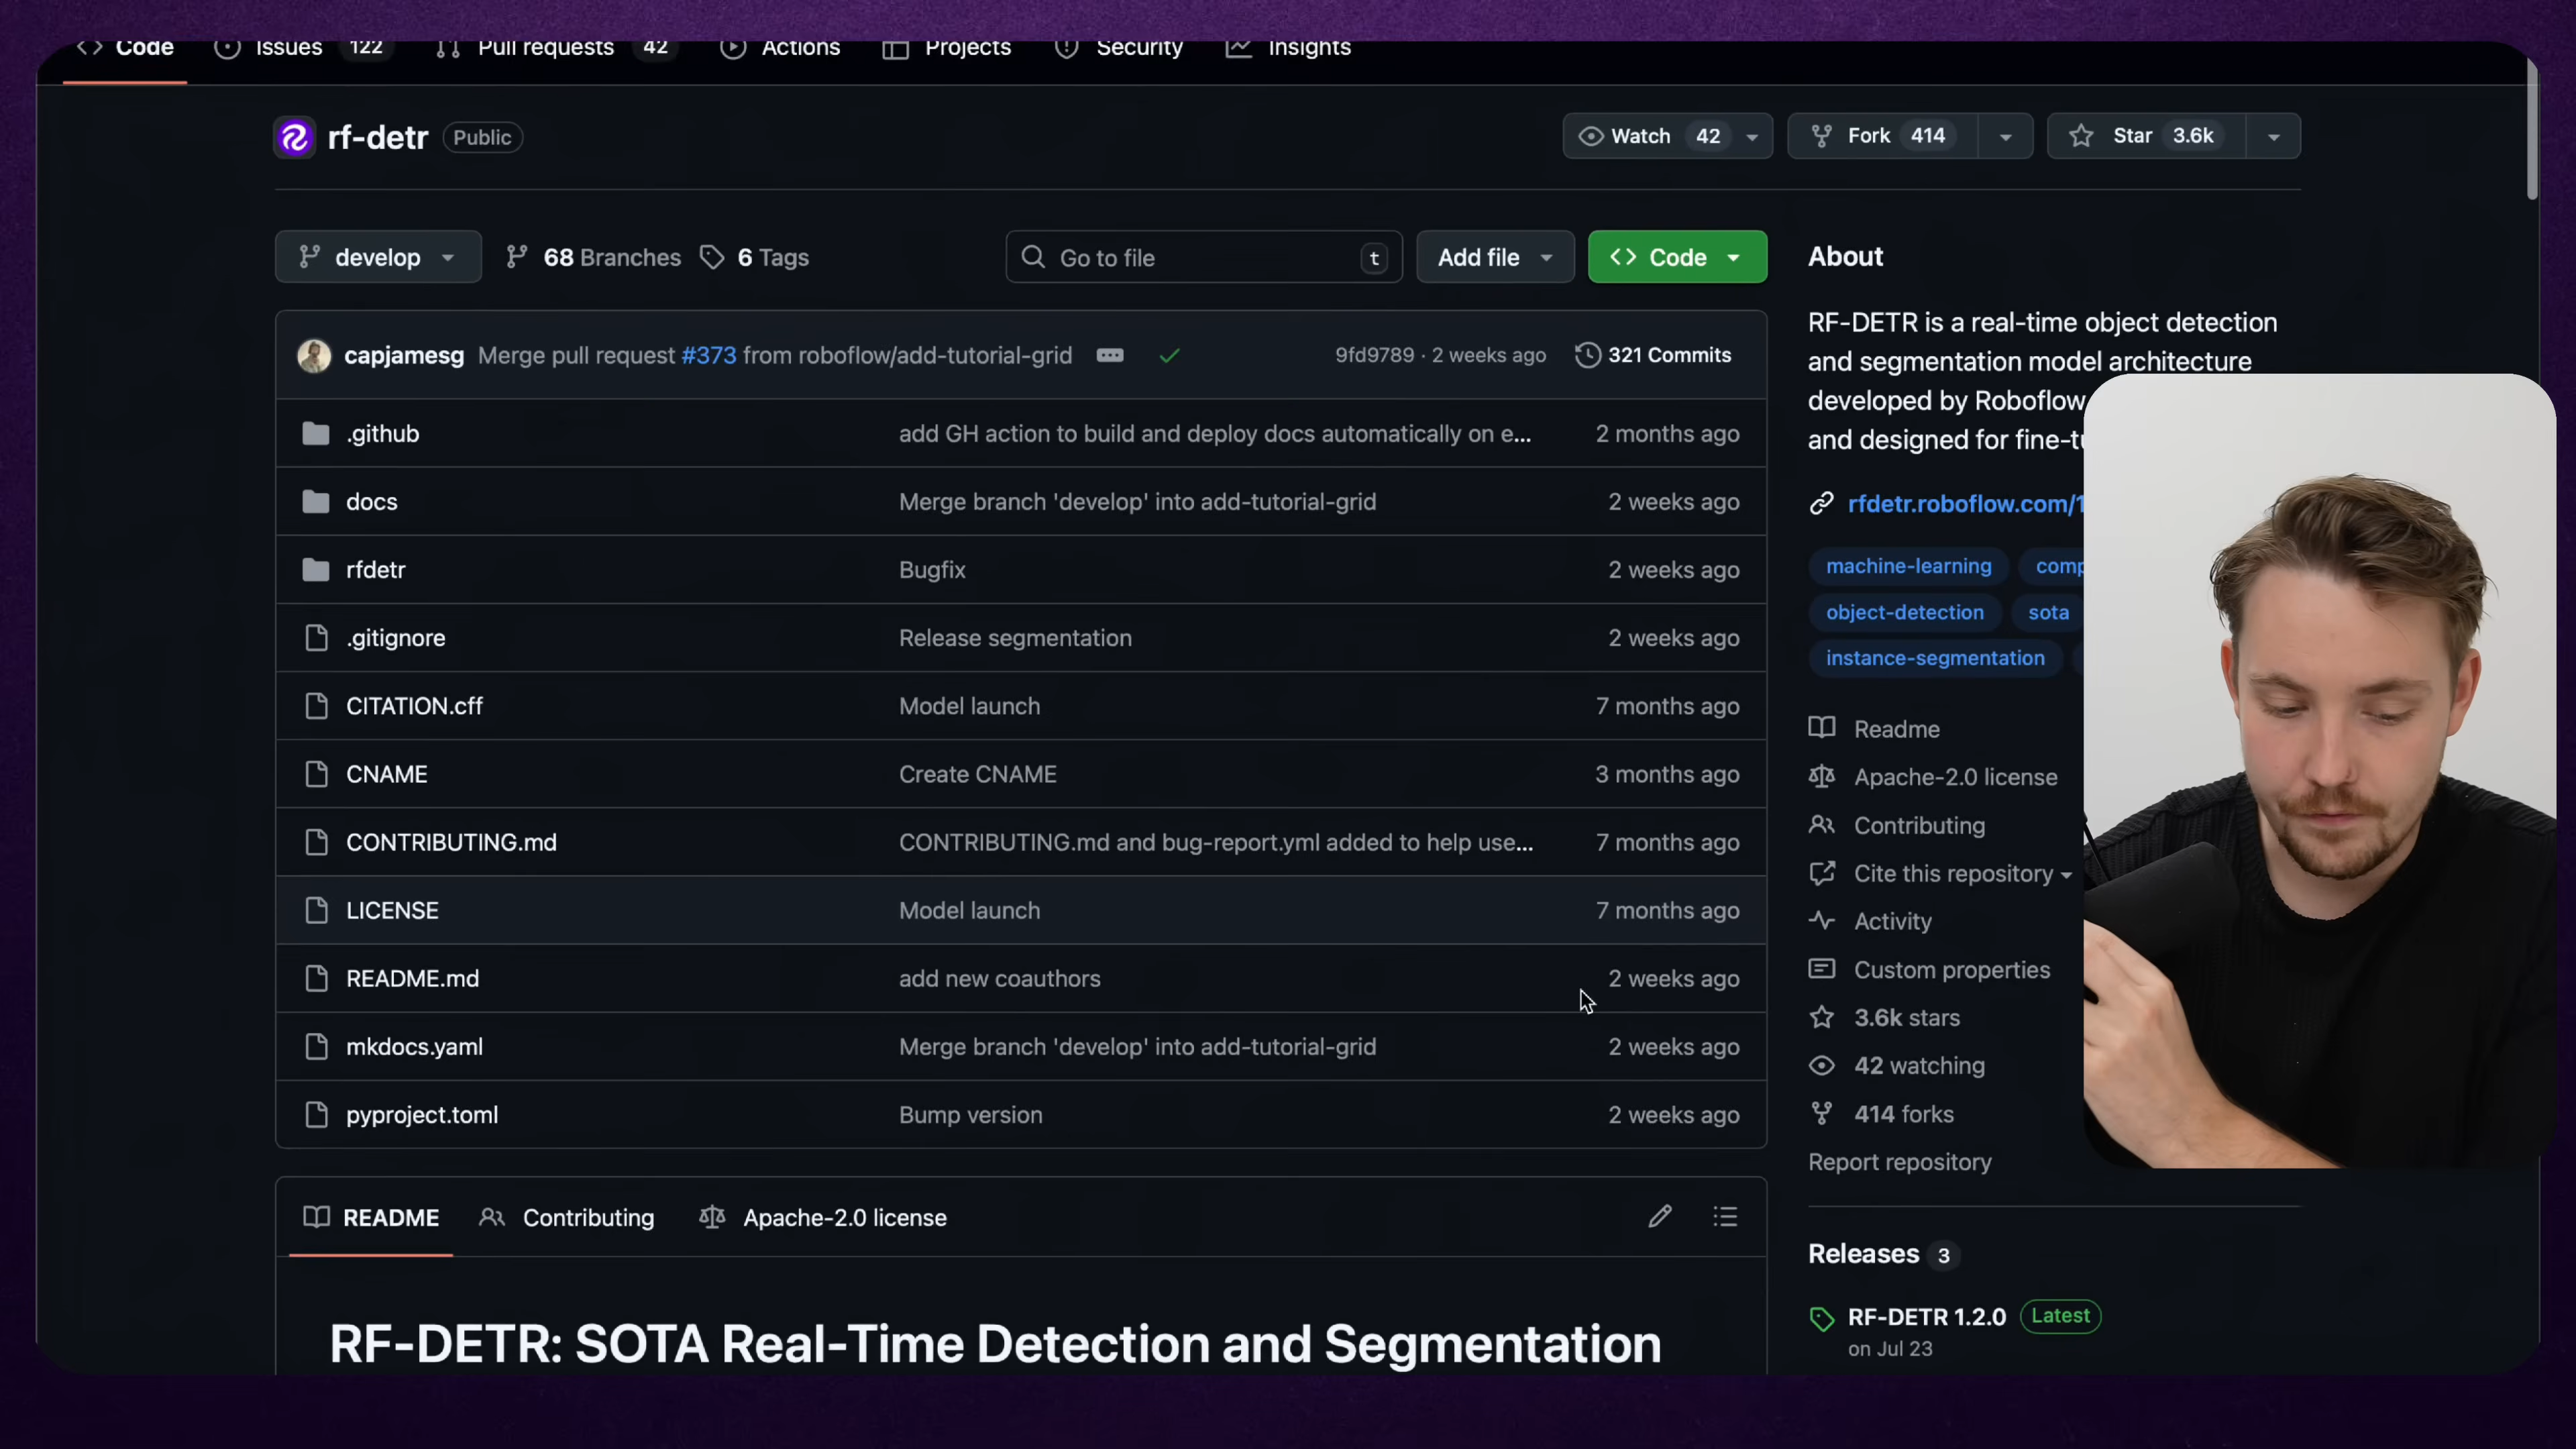 Code Issues 122 Pull requests 42 Actions Projects Security Insights
rf-detr Public
Watch 42 Fork 414 Star 3.6k
develop 68 Branches 6 Tags Go to file t Add file Code
capjamesg Merge pull request #373 from roboflow/add-tutorial-grid 9fd9789 · 2 weeks ago 321 Commits
.github add GH action to build and deploy docs automatically on e... 2 months ago
docs Merge branch 'develop' into add-tutorial-grid 2 weeks ago
rfdetr Bugfix 2 weeks ago
.gitignore Release segmentation 2 weeks ago
CITATION.cff Model launch 7 months ago
CNAME Create CNAME 3 months ago
CONTRIBUTING.md CONTRIBUTING.md and bug-report.yml added to help use... 7 months ago
LICENSE Model launch 7 months ago
README.md add new coauthors 2 weeks ago
mkdocs.yaml Merge branch 'develop' into add-tutorial-grid 2 weeks ago
pyproject.toml Bump version 2 weeks ago
README Contributing Apache-2.0 license
RF-DETR: SOTA Real-Time Detection and Segmentation
About
RF-DETR is a real-time object detection
and segmentation model architecture
developed by Roboflow
and designed for
rfdetr.roboflow.com/1
machine-learning
object-detection sota
instance-segmentation
Readme
Apache-2.0 license
Contributing
Cite this repository
Activity
Custom properties
3.6k stars
42 watching
414 forks
Report repository
Releases 3
RF-DETR 1.2.0 Latest
on Jul 23